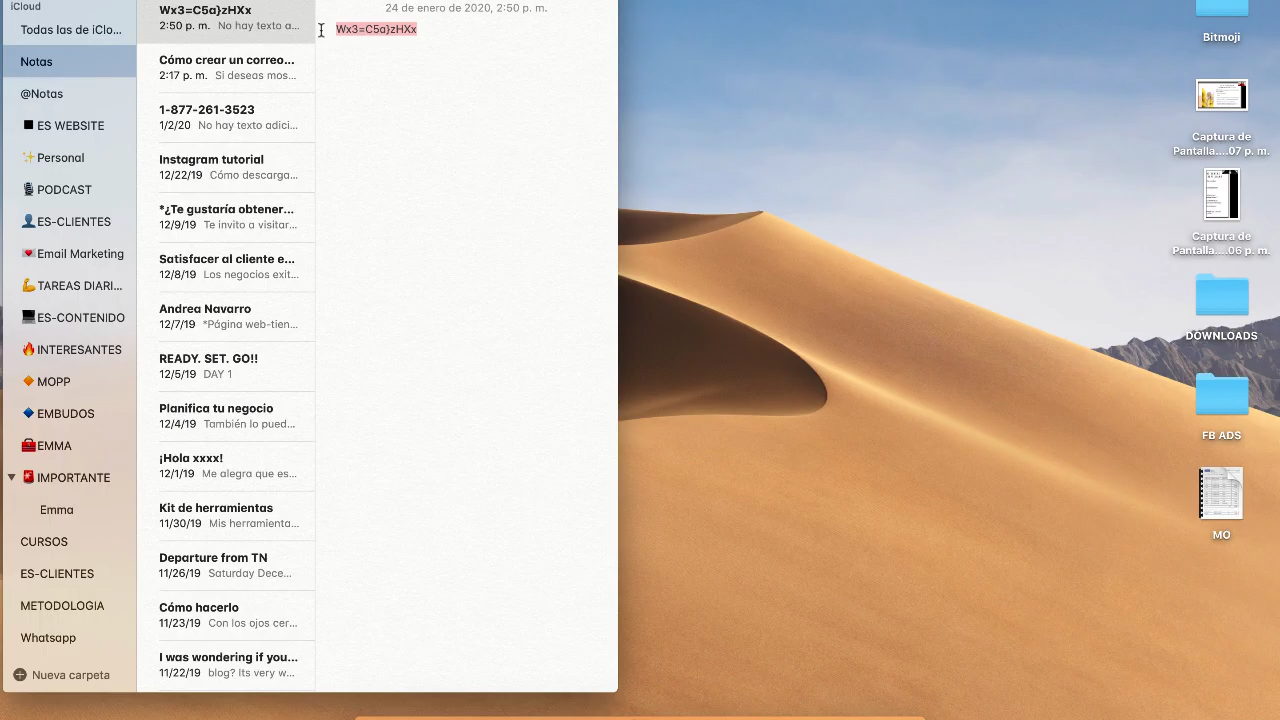 iCloud
Todas las de iClo...
Notas
@Notas
ES WEBSITE
Personal
PODCAST
ES-CLIENTES
Email Marketing
TAREAS DIARI...
ES-CONTENIDO
INTERESANTES
MOPP
EMBUDOS
EMMA
IMPORTANTE
Emma
CURSOS
ES-CLIENTES
METODOLOGIA
Whatsapp
Nueva carpeta
Wx3=C5a}zHXx
2:50 p. m. No hay texto a...
Cómo crear un correo...
2:17 p. m. Si deseas mos...
1-877-261-3523
1/2/20 No hay texto adici...
Instagram tutorial
12/22/19 Cómo descarga...
*¿Te gustaría obtener...
12/9/19 Te invito a visitar...
Satisfacer al cliente e...
12/8/19 Los negocios exit...
Andrea Navarro
12/7/19 *Página web-tien...
READY. SET. GO!!
12/5/19 DAY 1
Planifica tu negocio
12/4/19 También lo pued...
¡Hola xxxx!
12/1/19 Me alegra que es...
Kit de herramientas
11/30/19 Mis herramienta...
Departure from TN
11/26/19 Saturday Dece...
Cómo hacerlo
11/23/19 Con los ojos cer...
I was wondering if you...
11/22/19 blog? Its very w...
24 de enero de 2020, 2:50 p. m.
Wx3=C5a}zHXx
Bitmoji
Captura de
Pantalla....07 p. m.
Captura de
Pantalla....06 p. m.
DOWNLOADS
FB ADS
MO